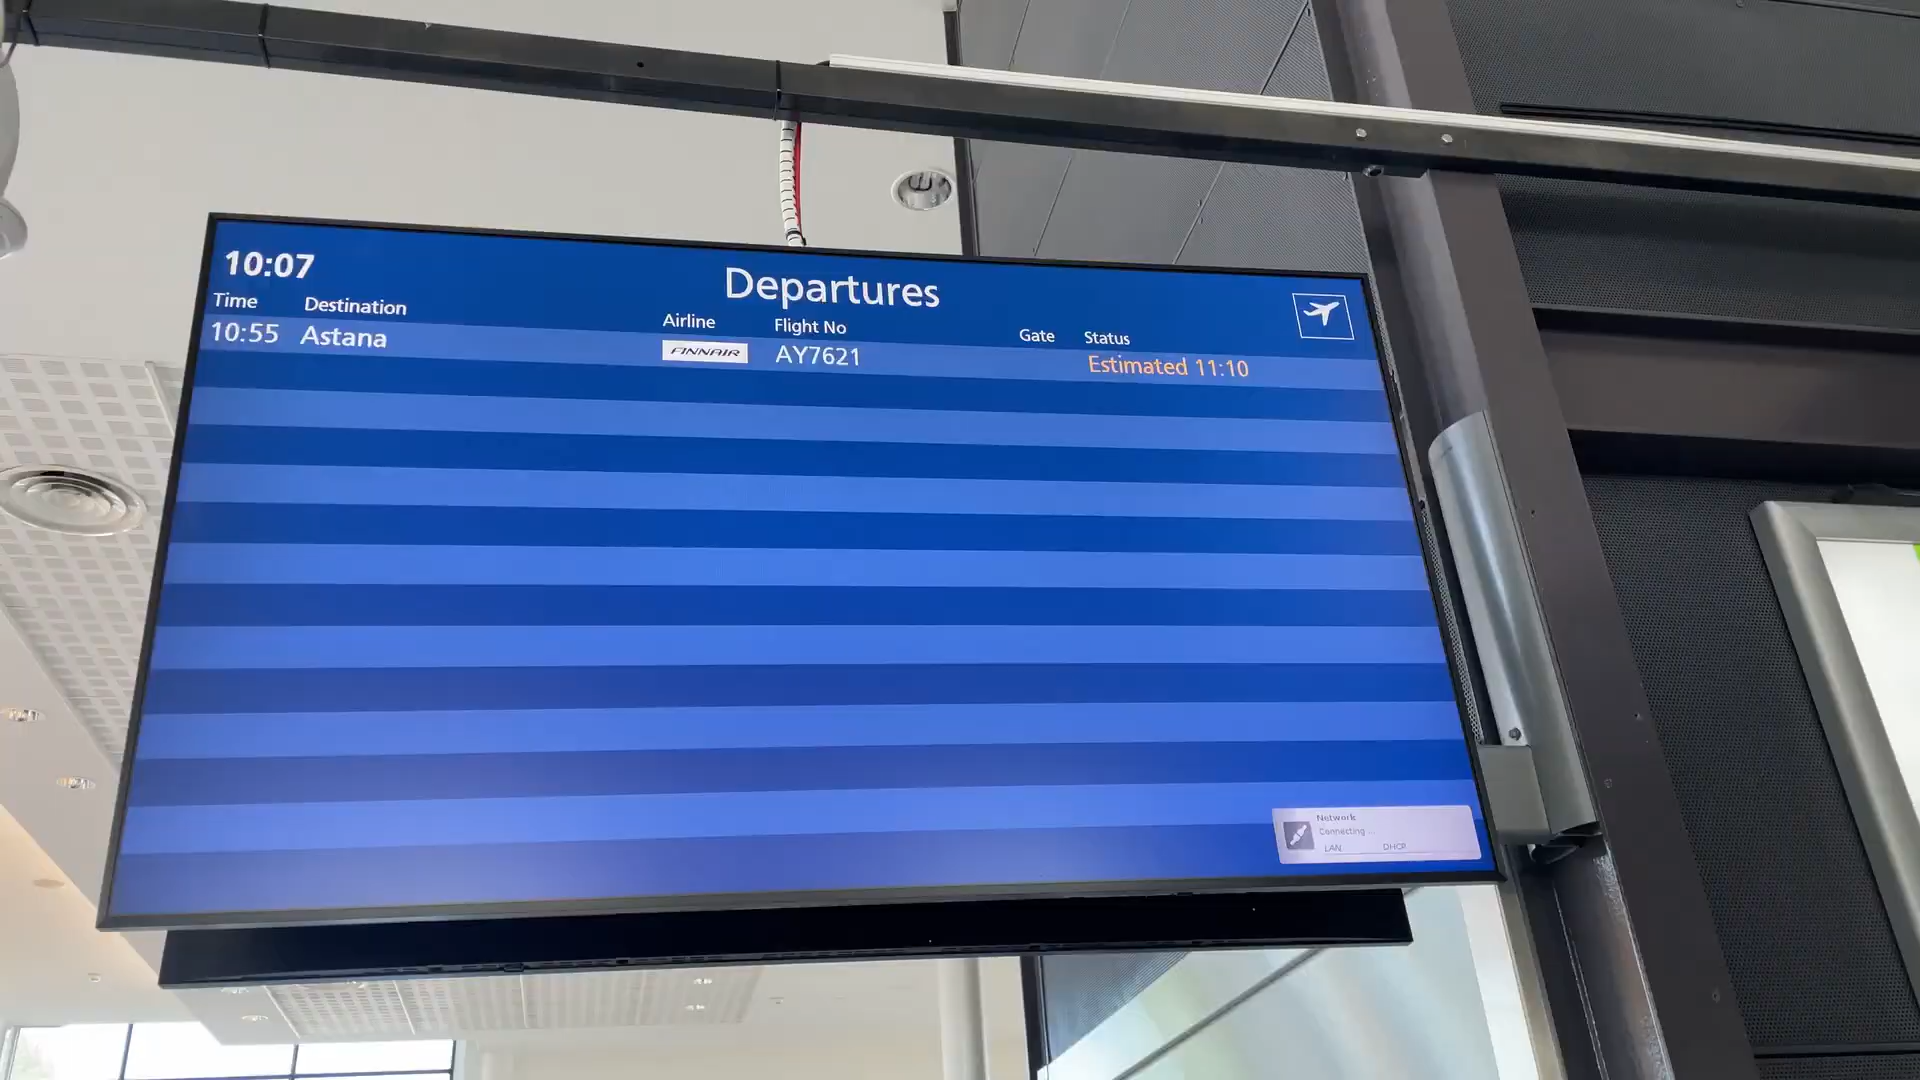 10:07
Departures
Time Destination Airline Flight No Gate Status
10:55 Astana FINNAIR AY7621 Estimated 11:10
Network
Connecting ...
LAN DHCP